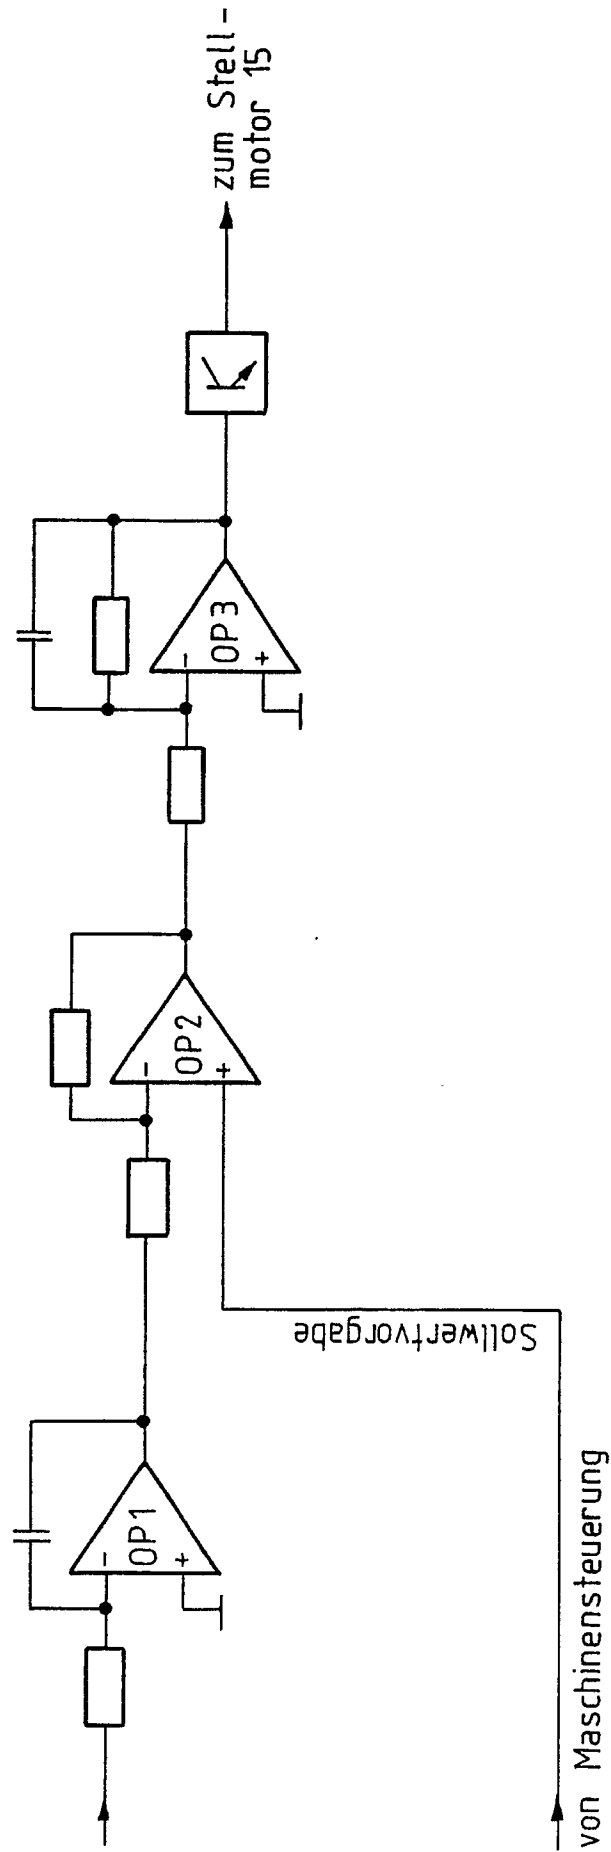 zum Stell-
motor 15
OP3
-
+
OP2
-
+
Sollwertvorgabe
OP1
-
+
von Maschinensteuerung